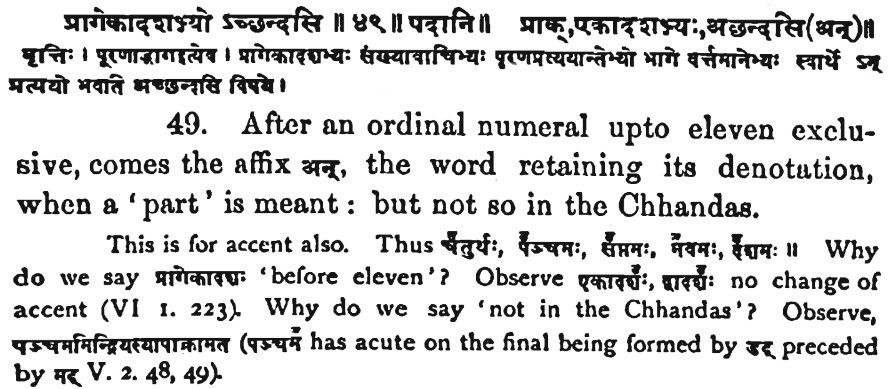 प्रागेकादशभ्यो ऽच्छन्दसि ॥ ४९ ॥ पदानि ॥ प्राक्,एकादशभ्यः,अछन्दसि(अन्)॥
वृत्तिः । पूरणाद्भागइत्येव । प्रागेकादशभ्यः संख्यावाचिभ्यः पूरणप्रत्ययान्तेभ्यो भागे वर्त्तमानेभ्यः स्वार्थे ऽन्
प्रत्ययो भवति अच्छन्दसि विषये ।
49. After an ordinal numeral upto eleven exclu-
sive, comes the affix अन्, the word retaining its denotation,
when a ‘part’ is meant : but not so in the Chhandas.
This is for accent also. Thus चॕतुर्थः, पॕञ्चमः, सॕप्तमः, नॕवमः, दॕशमः ॥ Why
do we say प्रागेकादशः ‘before eleven’? Observe एकादशॕः, द्वादशॕः no change of
accent (VI 1. 223). Why do we say ‘not in the Chhandas’? Observe,
पञ्चममिन्द्रियस्यापाक्रामत (पञ्चमॕ has acute on the final being formed by डट् preceded
by मट् V. 2. 48, 49).